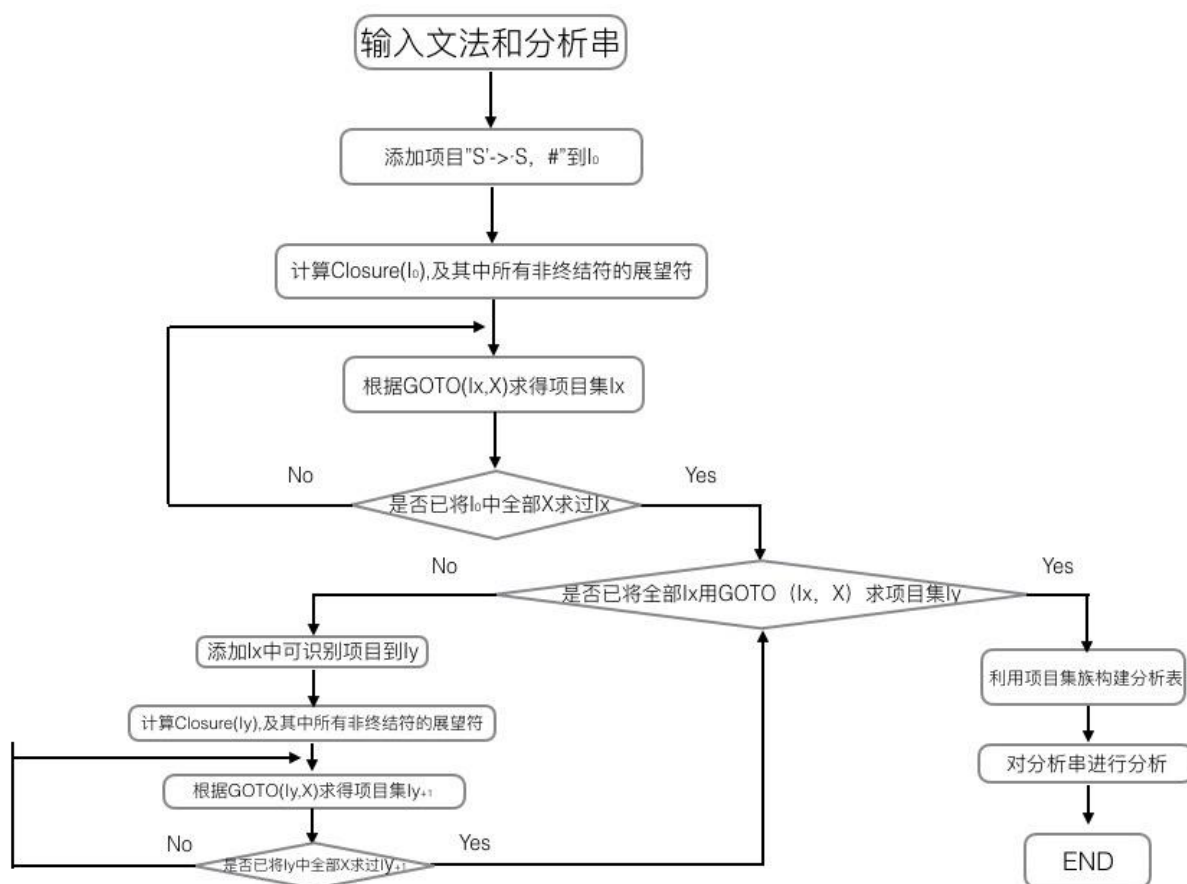 输入文法和分析串
添加项目"S'->·S, #"到I₀
计算Closure(I₀),及其中所有非终结符的展望符
根据GOTO(Ix,X)求得项目集Ix
No
Yes
是否已将I₀中全部X求过Ix
No
Yes
是否已将全部Ix用GOTO（Ix，X）求项目集Iy
添加Ix中可识别项目到Iy
利用项目集族构建分析表
计算Closure(Iy),及其中所有非终结符的展望符
对分析串进行分析
根据GOTO(Iy,X)求得项目集Iy₊₁
No
Yes
是否已将Iy中全部X求过Iy₊₁
END